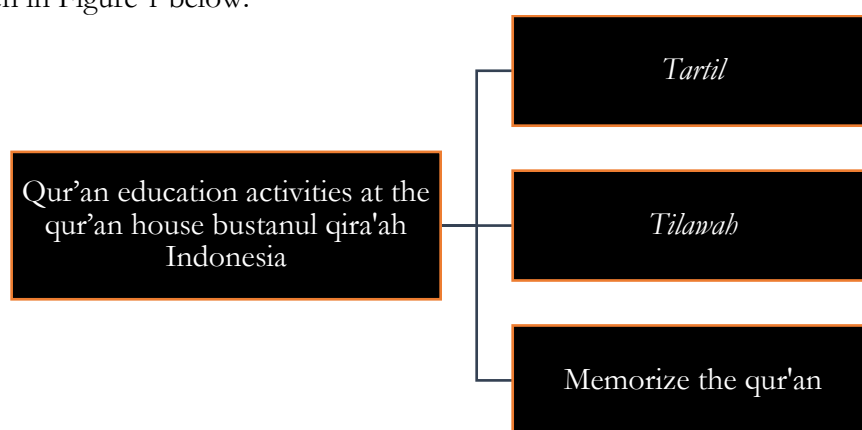 in Figure 1 below.
Tartil
Qur’an education activities at the
qur’an house bustanul qira'ah
Indonesia
Tilawah
Memorize the qur'an